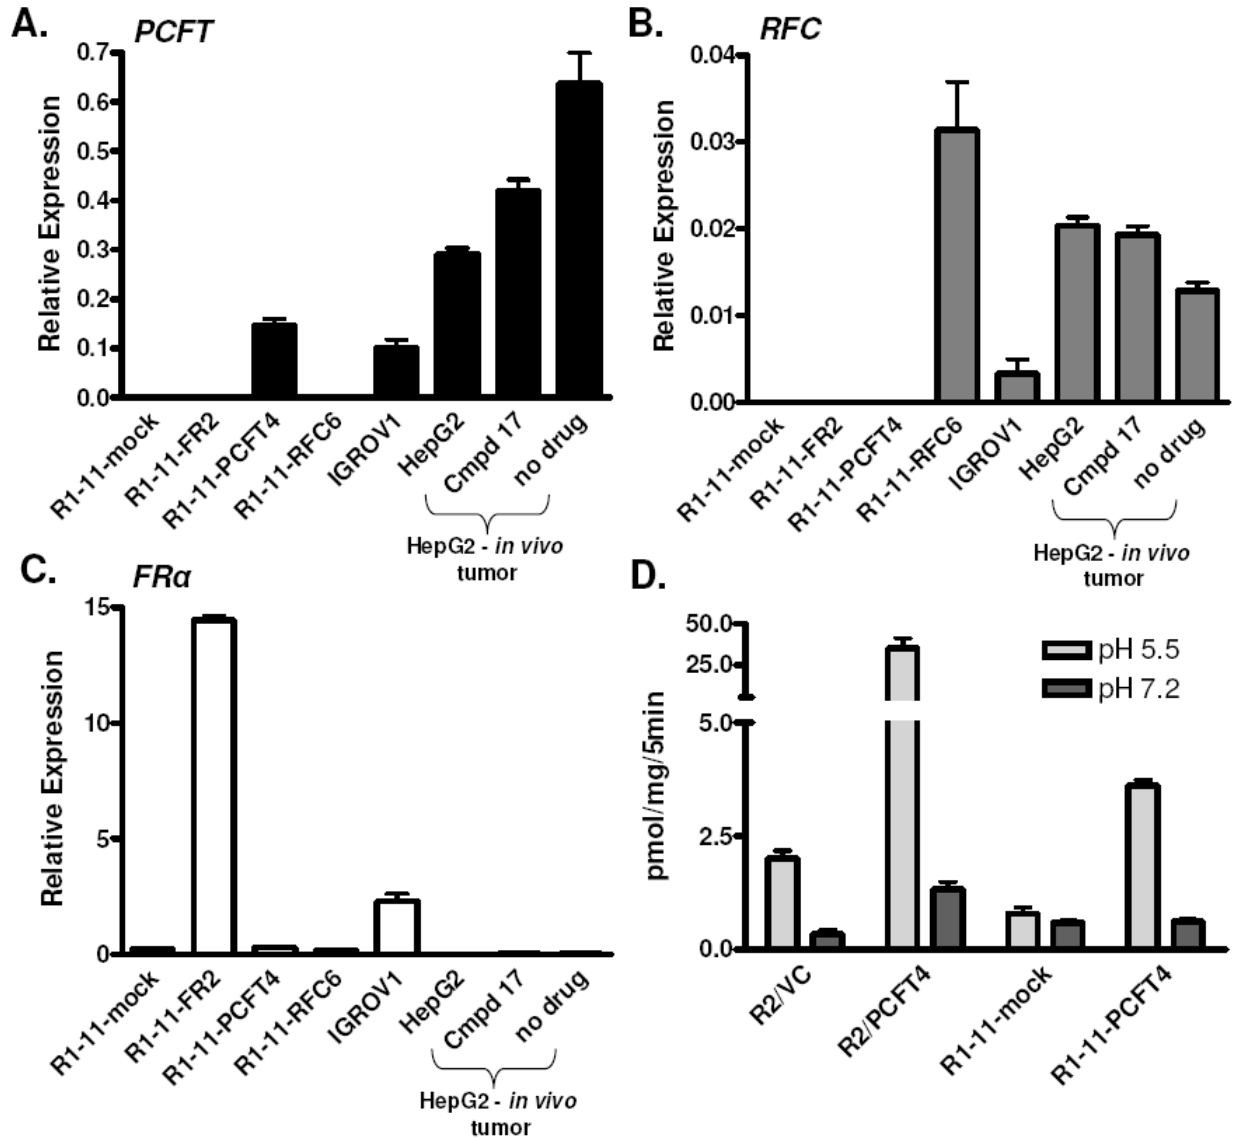 A. PCFT
Relative Expression
0.7
0.6
0.5
0.4
0.3
0.2
0.1
0.0
R1-11-mock
R1-11-FR2
R1-11-PCFT4
R1-11-RFC6
IGROV1
HepG2
Cmpd 17
no drug
HepG2 - in vivo
tumor
B. RFC
Relative Expression
0.04
0.03
0.02
0.01
0.00
R1-11-mock
R1-11-FR2
R1-11-PCFT4
R1-11-RFC6
IGROV1
HepG2
Cmpd 17
no drug
HepG2 - in vivo
tumor
C. FRα
Relative Expression
15
10
5
0
R1-11-mock
R1-11-FR2
R1-11-PCFT4
R1-11-RFC6
IGROV1
HepG2
Cmpd 17
no drug
HepG2 - in vivo
tumor
D.
pmol/mg/5min
50.0
25.0
5.0
2.5
0.0
pH 5.5
pH 7.2
R2/VC
R2/PCFT4
R1-11-mock
R1-11-PCFT4